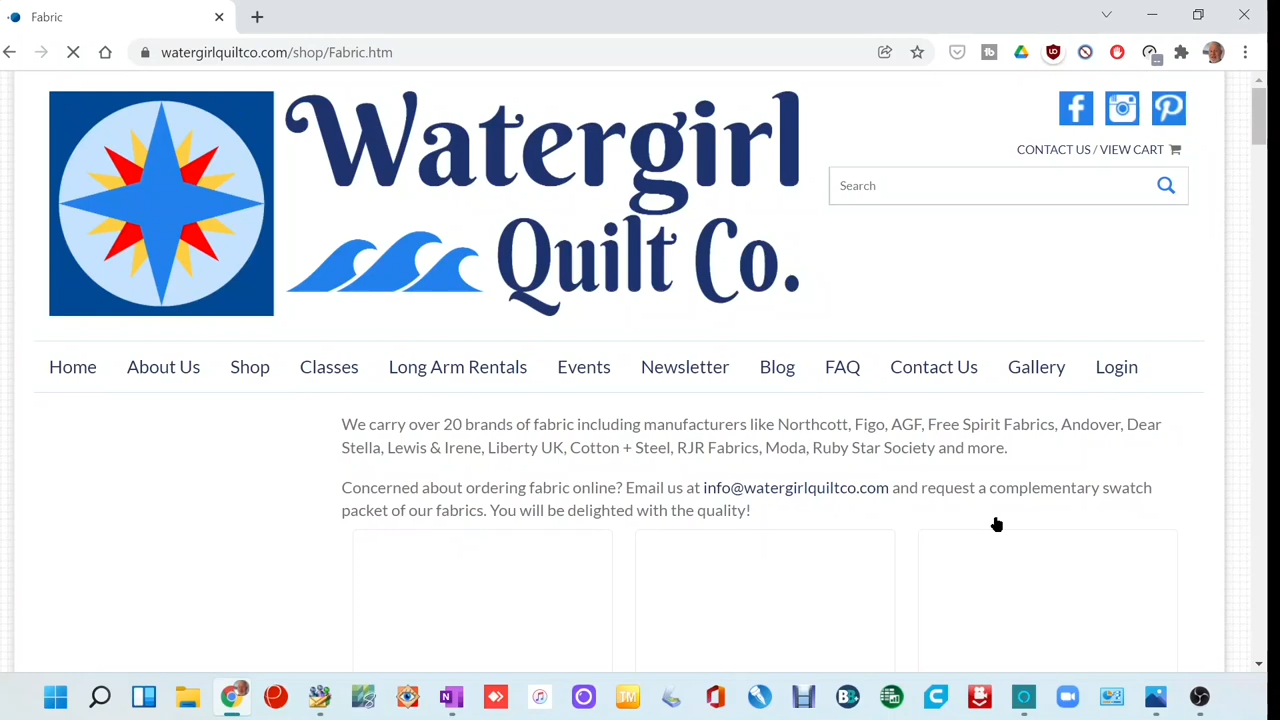 Fabric
watergirlquiltco.com/shop/Fabric.htm
Watergirl
Quilt Co.
CONTACT US / VIEW CART
Search
Home About Us Shop Classes Long Arm Rentals Events Newsletter Blog FAQ Contact Us Gallery Login
We carry over 20 brands of fabric including manufacturers like Northcott, Figo, AGF, Free Spirit Fabrics, Andover, Dear
Stella, Lewis & Irene, Liberty UK, Cotton + Steel, RJR Fabrics, Moda, Ruby Star Society and more.
Concerned about ordering fabric online? Email us at info@watergirlquiltco.com and request a complementary swatch
packet of our fabrics. You will be delighted with the quality!